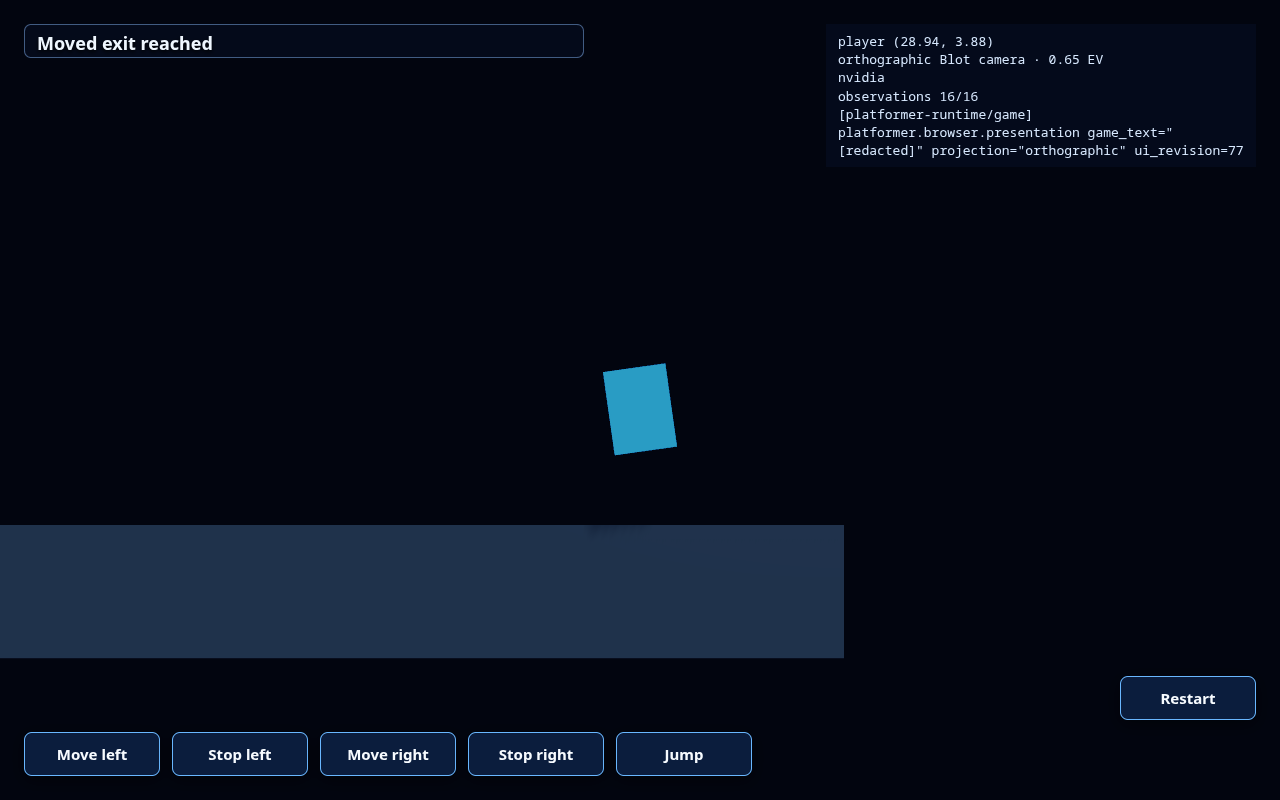 Moved exit reached
player (28.94, 3.88)
orthographic Blot camera · 0.65 EV
nvidia
observations 16/16
[platformer-runtime/game]
platformer.browser.presentation game_text="
[redacted]" projection="orthographic" ui_revision=77
Restart
Move left
Stop left
Move right
Stop right
Jump